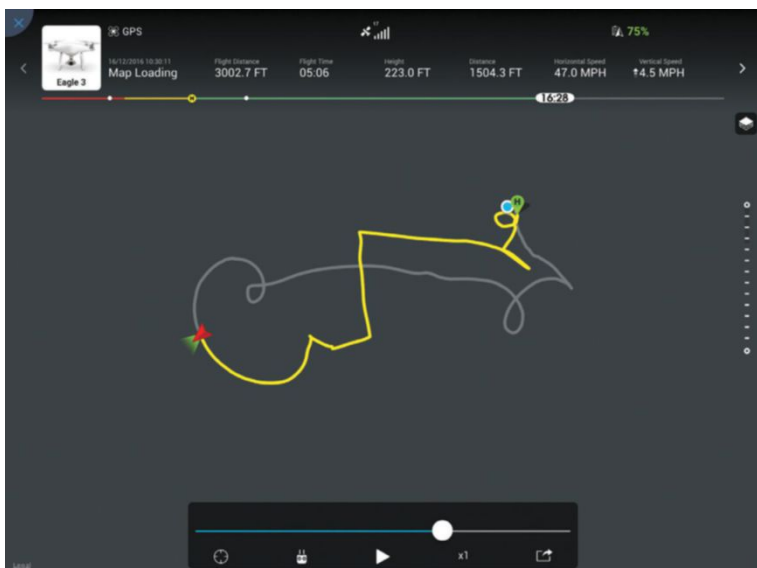 GPS
17
75%
Eagle 3
16/12/2016 10:30:11
Map Loading
Flight Distance
3002.7 FT
Flight Time
05:06
Height
223.0 FT
Distance
1504.3 FT
Horizontal Speed
47.0 MPH
Vertical Speed
↑4.5 MPH
H
16:28
H
x1
Legal